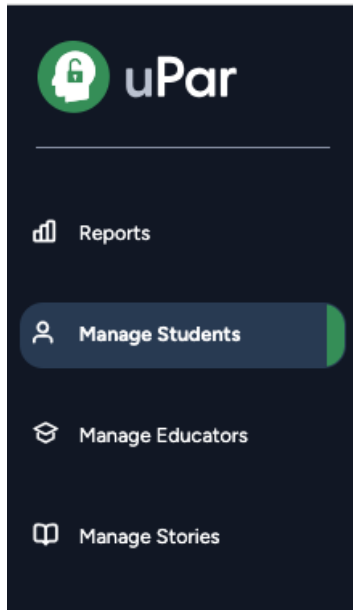 uPar
Reports
Manage Students
Manage Educators
Manage Stories